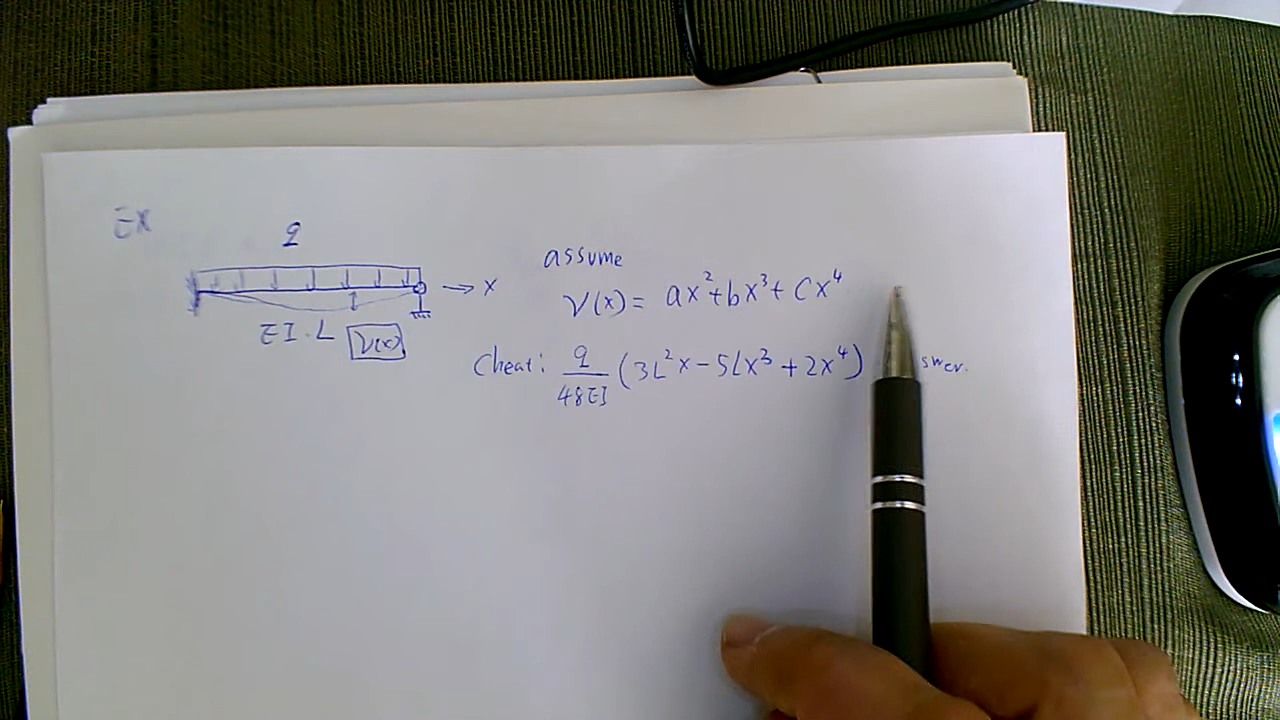 EX
q
assume
→ x
V(x) = ax²+bx³+cx⁴
EI. L V(x)
Cheat: q/48EI (3L²x-5Lx³+2x⁴)